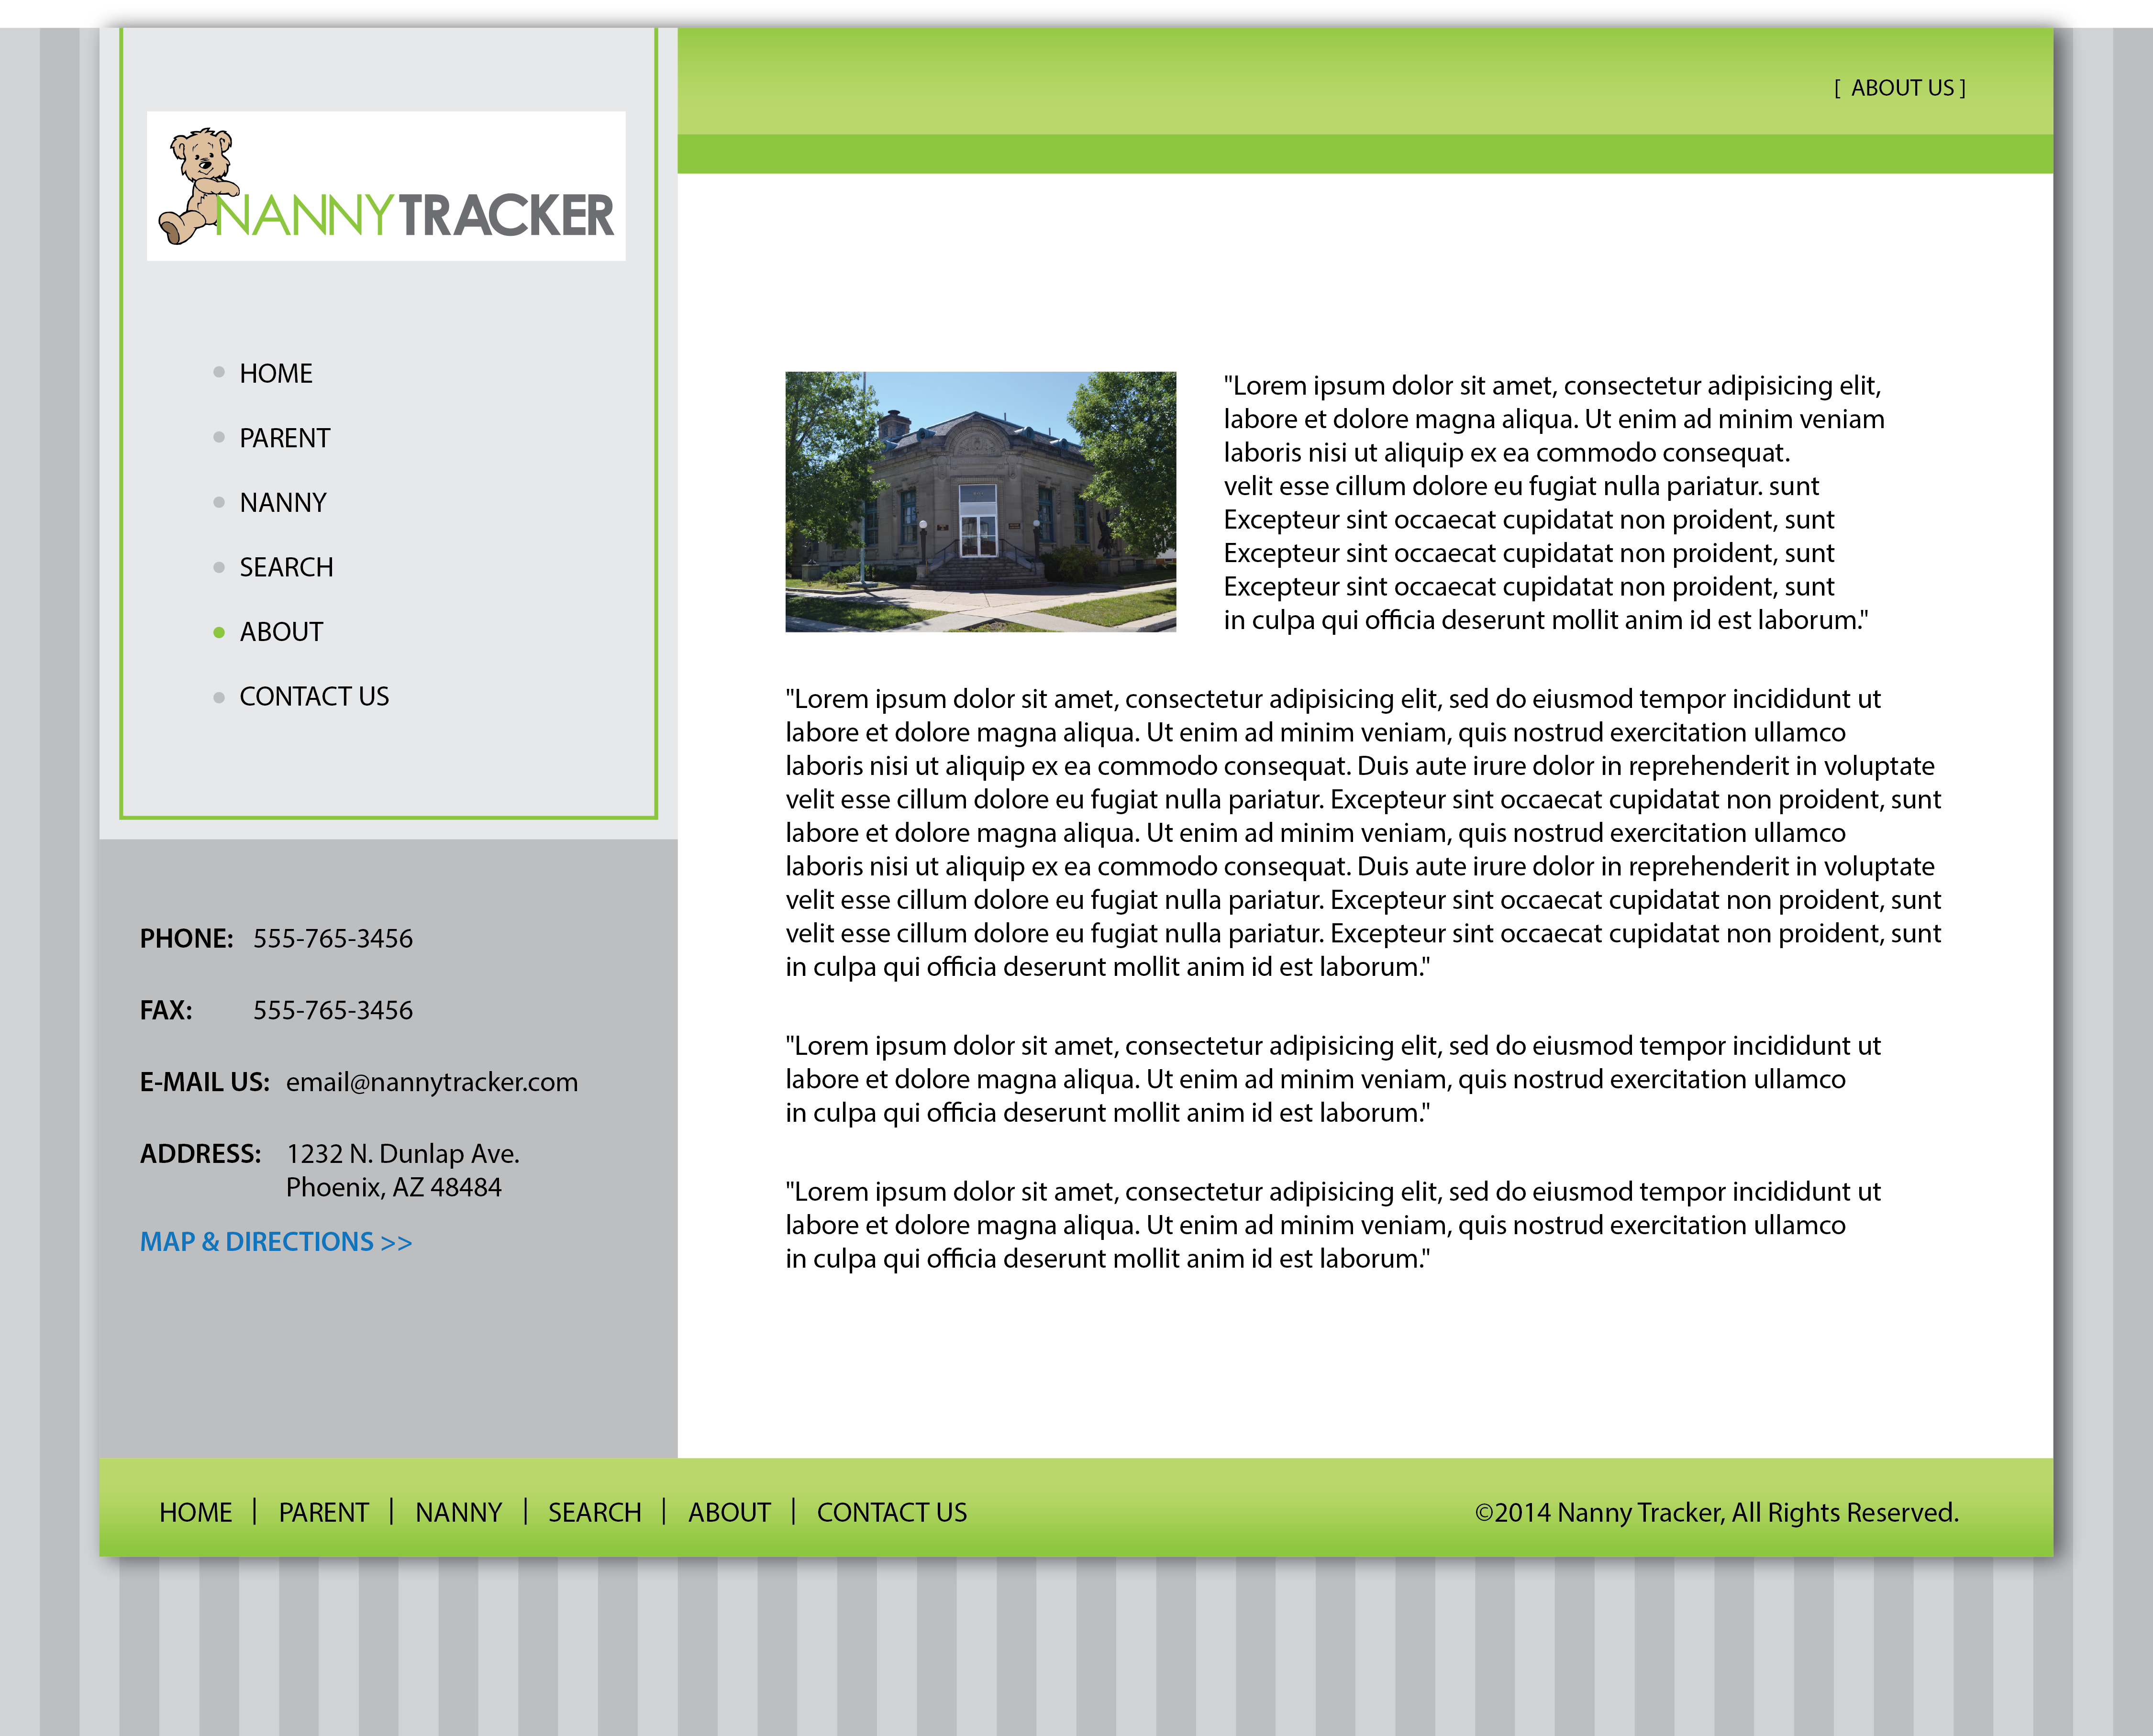 NANNYTRACKER
HOME
PARENT
NANNY
SEARCH
ABOUT
CONTACT US
PHONE: 555-765-3456
FAX: 555-765-3456
E-MAIL US: email@nannytracker.com
ADDRESS: 1232 N. Dunlap Ave.
Phoenix, AZ 48484
MAP & DIRECTIONS >>
[ ABOUT US ]
"Lorem ipsum dolor sit amet, consectetur adipisicing elit,
labore et dolore magna aliqua. Ut enim ad minim veniam
laboris nisi ut aliquip ex ea commodo consequat.
velit esse cillum dolore eu fugiat nulla pariatur. sunt
Excepteur sint occaecat cupidatat non proident, sunt
Excepteur sint occaecat cupidatat non proident, sunt
Excepteur sint occaecat cupidatat non proident, sunt
in culpa qui officia deserunt mollit anim id est laborum."
"Lorem ipsum dolor sit amet, consectetur adipisicing elit, sed do eiusmod tempor incididunt ut
labore et dolore magna aliqua. Ut enim ad minim veniam, quis nostrud exercitation ullamco
laboris nisi ut aliquip ex ea commodo consequat. Duis aute irure dolor in reprehenderit in voluptate
velit esse cillum dolore eu fugiat nulla pariatur. Excepteur sint occaecat cupidatat non proident, sunt
labore et dolore magna aliqua. Ut enim ad minim veniam, quis nostrud exercitation ullamco
laboris nisi ut aliquip ex ea commodo consequat. Duis aute irure dolor in reprehenderit in voluptate
velit esse cillum dolore eu fugiat nulla pariatur. Excepteur sint occaecat cupidatat non proident, sunt
velit esse cillum dolore eu fugiat nulla pariatur. Excepteur sint occaecat cupidatat non proident, sunt
in culpa qui officia deserunt mollit anim id est laborum."
"Lorem ipsum dolor sit amet, consectetur adipisicing elit, sed do eiusmod tempor incididunt ut
labore et dolore magna aliqua. Ut enim ad minim veniam, quis nostrud exercitation ullamco
in culpa qui officia deserunt mollit anim id est laborum."
"Lorem ipsum dolor sit amet, consectetur adipisicing elit, sed do eiusmod tempor incididunt ut
labore et dolore magna aliqua. Ut enim ad minim veniam, quis nostrud exercitation ullamco
in culpa qui officia deserunt mollit anim id est laborum."
HOME | PARENT | NANNY | SEARCH | ABOUT | CONTACT US
©2014 Nanny Tracker, All Rights Reserved.